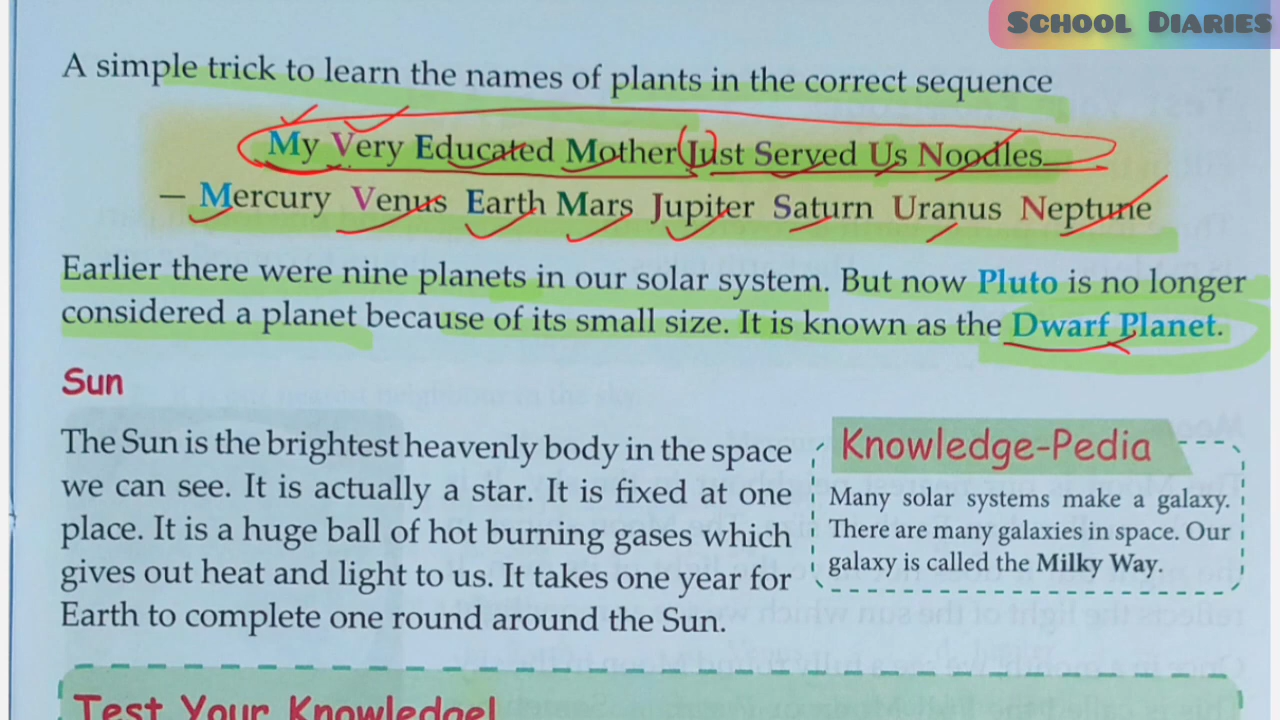 SCHOOL DIARIES
A simple trick to learn the names of plants in the correct sequence
My Very Educated Mother Just Served Us Noodles
— Mercury Venus Earth Mars Jupiter Saturn Uranus Neptune
Earlier there were nine planets in our solar system. But now Pluto is no longer
considered a planet because of its small size. It is known as the Dwarf Planet.
Sun
The Sun is the brightest heavenly body in the space
we can see. It is actually a star. It is fixed at one
place. It is a huge ball of hot burning gases which
gives out heat and light to us. It takes one year for
Earth to complete one round around the Sun.
Knowledge-Pedia
Many solar systems make a galaxy.
There are many galaxies in space. Our
galaxy is called the Milky Way.
Test Your Knowledge!